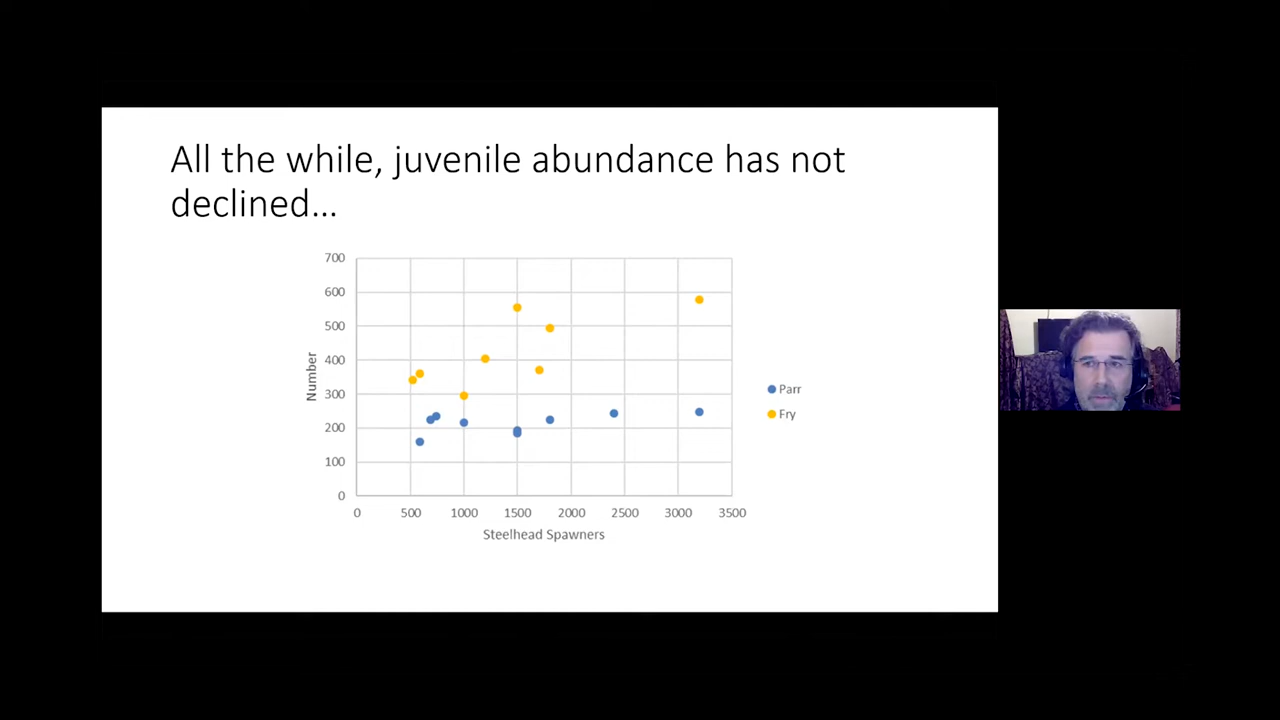 All the while, juvenile abundance has not
declined...
700
600
500
400
300
200
100
0
Number
0 500 1000 1500 2000 2500 3000 3500
Steelhead Spawners
Parr
Fry